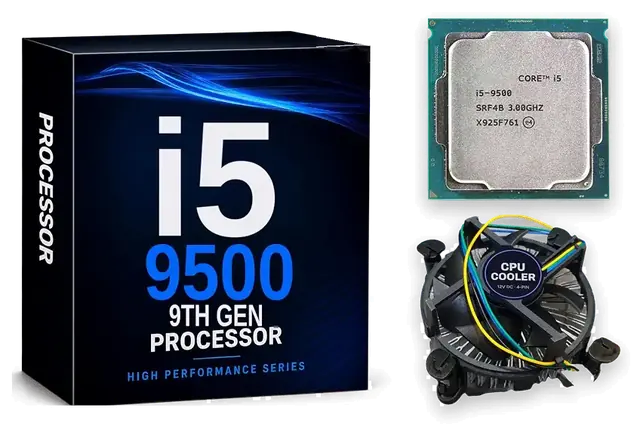 PROCESSOR
i5
9500
9TH GEN
PROCESSOR
HIGH PERFORMANCE SERIES
CORE™ i5
i5-9500
SRF4B 3.00GHZ
X925F761 e4
CPU
COOLER
12V DC · 4-PIN